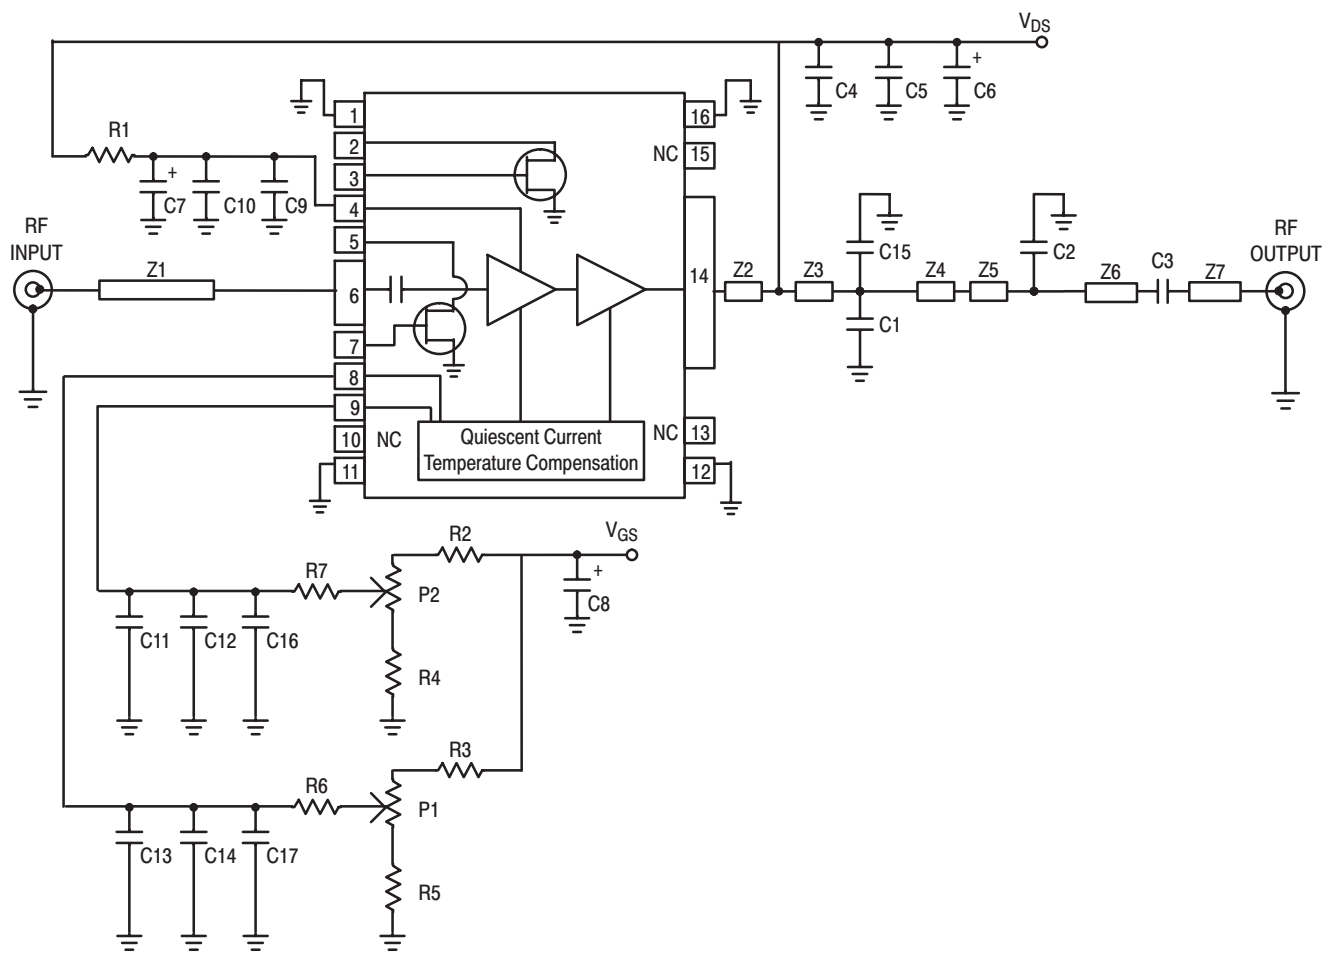 V_DS
C4 C5 + C6
R1
+ C7 C10 C9
RF
INPUT
Z1
1
2
3
4
5
6
7
8
9
10 NC
11
16
NC 15
14
NC 13
12
Quiescent Current
Temperature Compensation
Z2 Z3 Z4 Z5 Z6 C3 Z7
C15 C2
C1
RF
OUTPUT
V_GS
R2
+
C8
R7
P2
C11 C12 C16
R4
R3
R6
P1
C13 C14 C17
R5